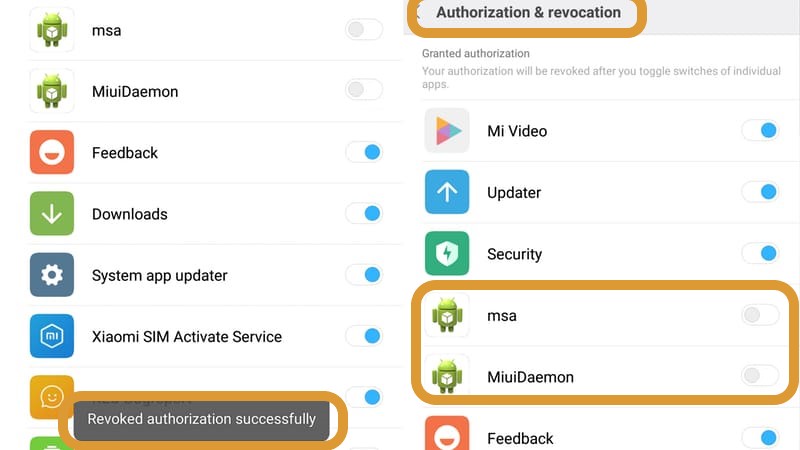 msa
MiuiDaemon
Feedback
Downloads
System app updater
mi
Xiaomi SIM Activate Service
Revoked authorization successfully
Authorization & revocation
Granted authorization
Your authorization will be revoked after you toggle switches of individual
apps.
Mi Video
Updater
Security
msa
MiuiDaemon
Feedback